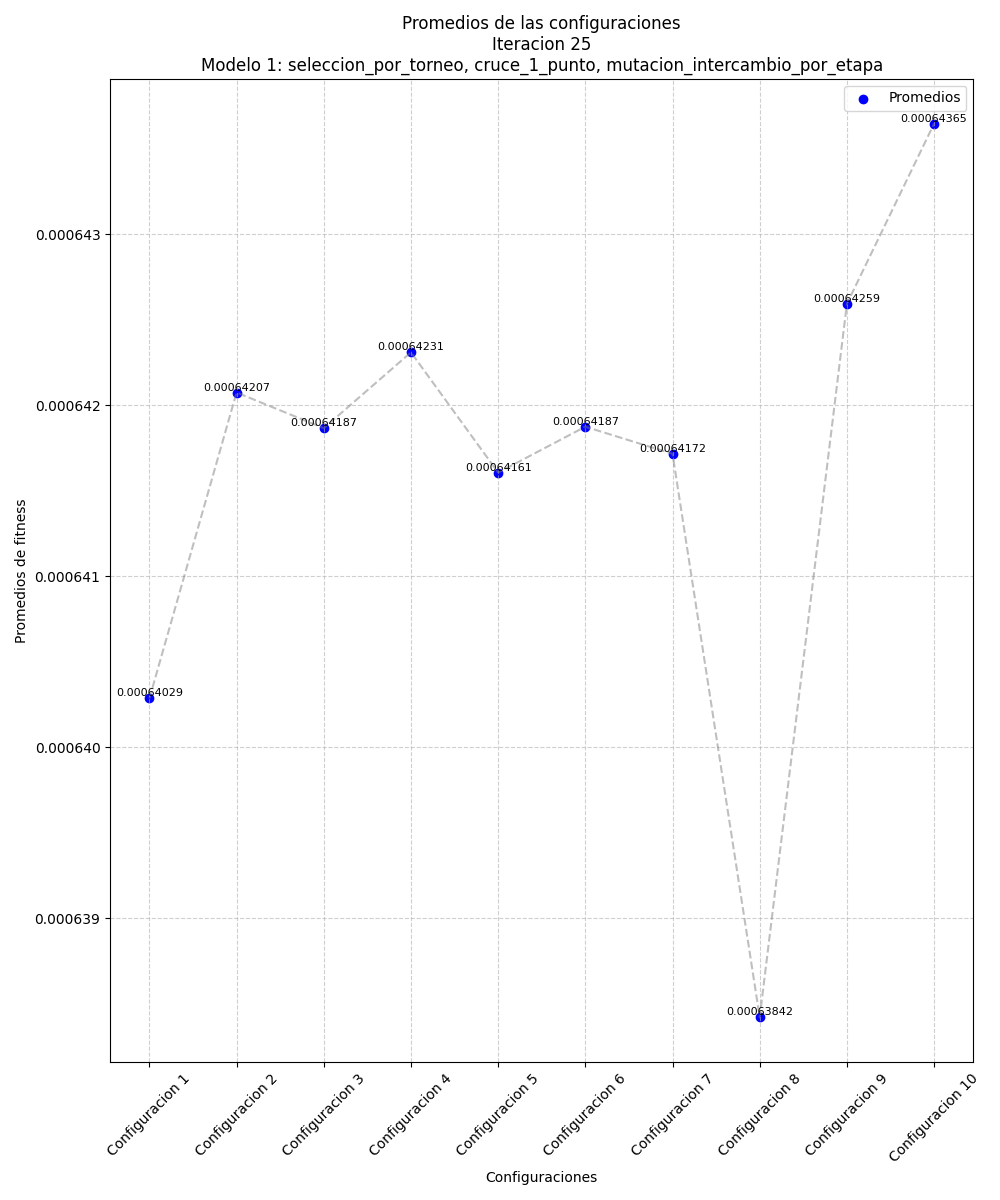 Promedios de las configuraciones
Iteracion 25
Modelo 1: seleccion_por_torneo, cruce_1_punto, mutacion_intercambio_por_etapa
Promedios
0.00064365
0.000643
0.00064259
0.00064231
0.00064207
0.000642
0.00064187
0.00064187
0.00064172
0.00064161
Promedios de fitness
0.000641
0.00064029
0.000640
0.000639
0.00063842
Configuracion 1
Configuracion 2
Configuracion 3
Configuracion 4
Configuracion 5
Configuracion 6
Configuracion 7
Configuracion 8
Configuracion 9
Configuracion 10
Configuraciones